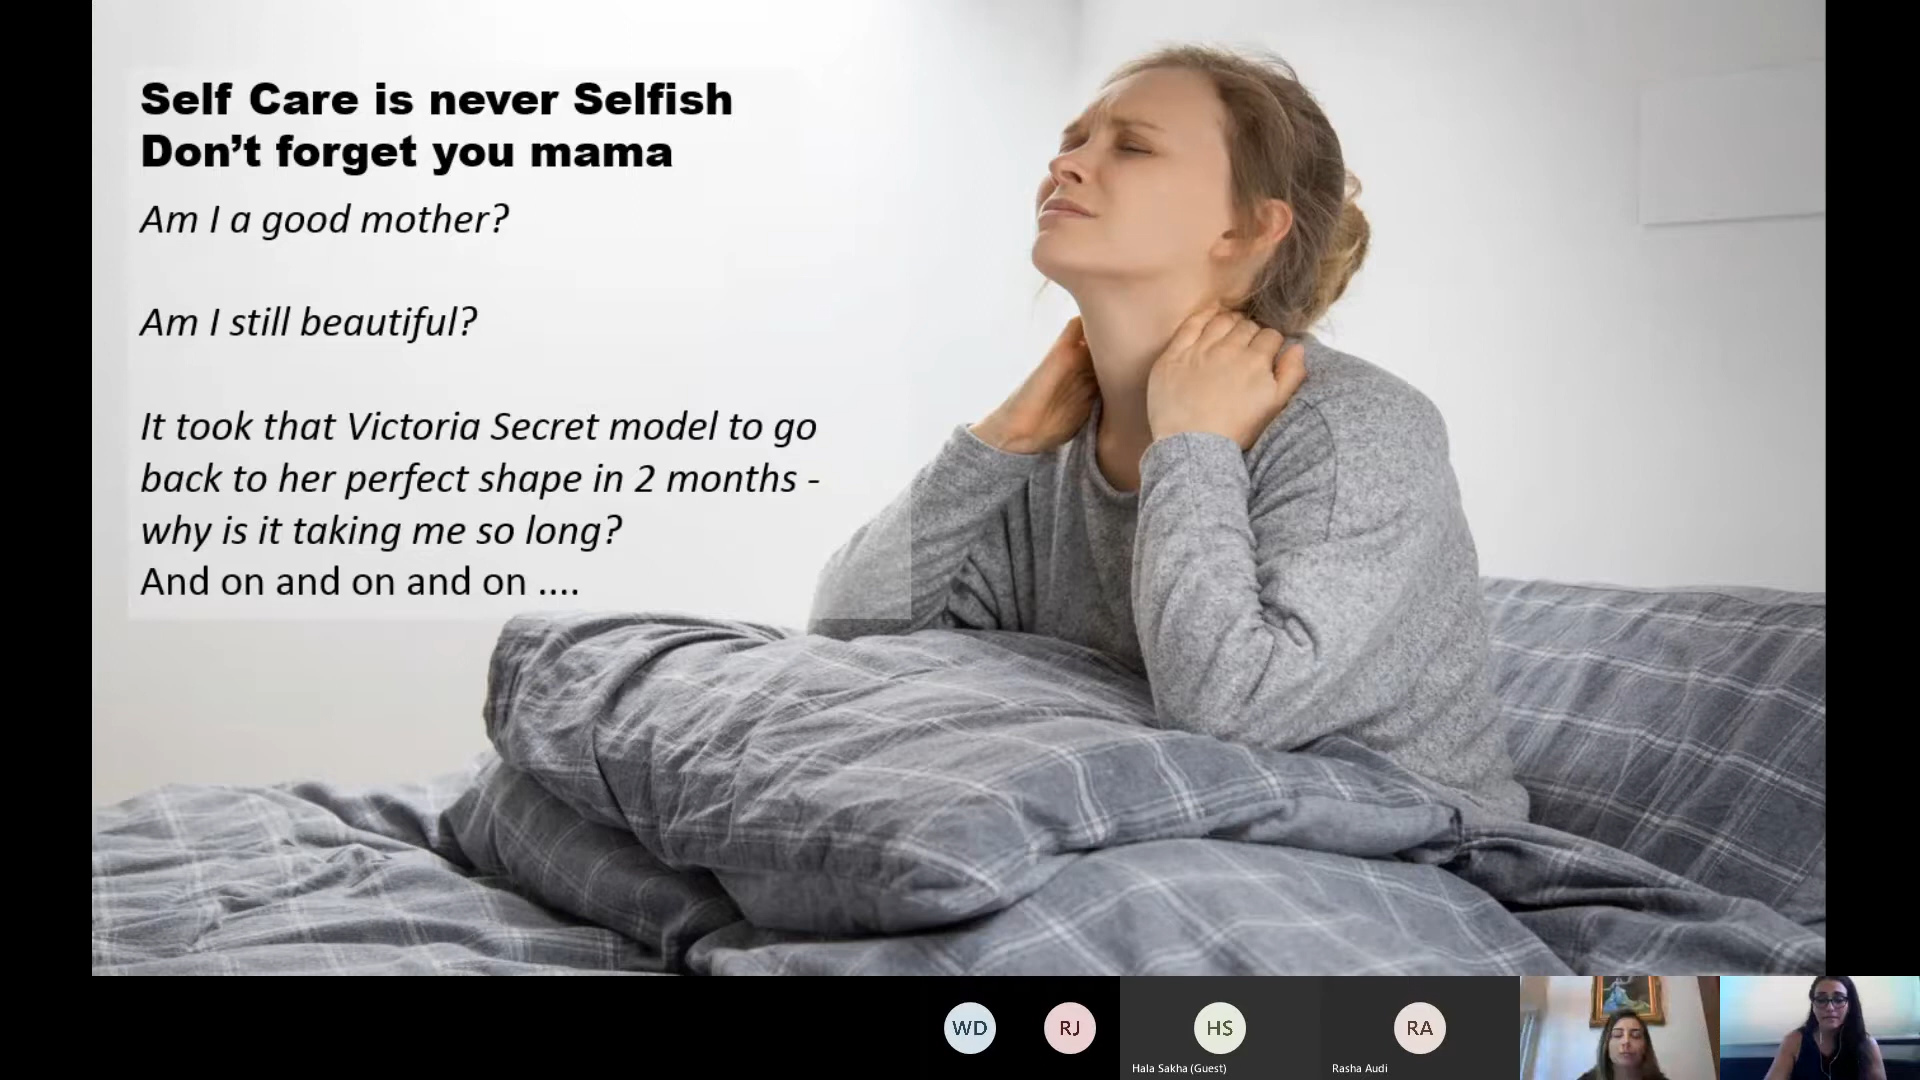 Self Care is never Selfish
Don’t forget you mama
Am I a good mother?
Am I still beautiful?
It took that Victoria Secret model to go
back to her perfect shape in 2 months -
why is it taking me so long?
And on and on and on ....
WD
RJ
HS
RA
Hala Sakha (Guest)
Rasha Audi